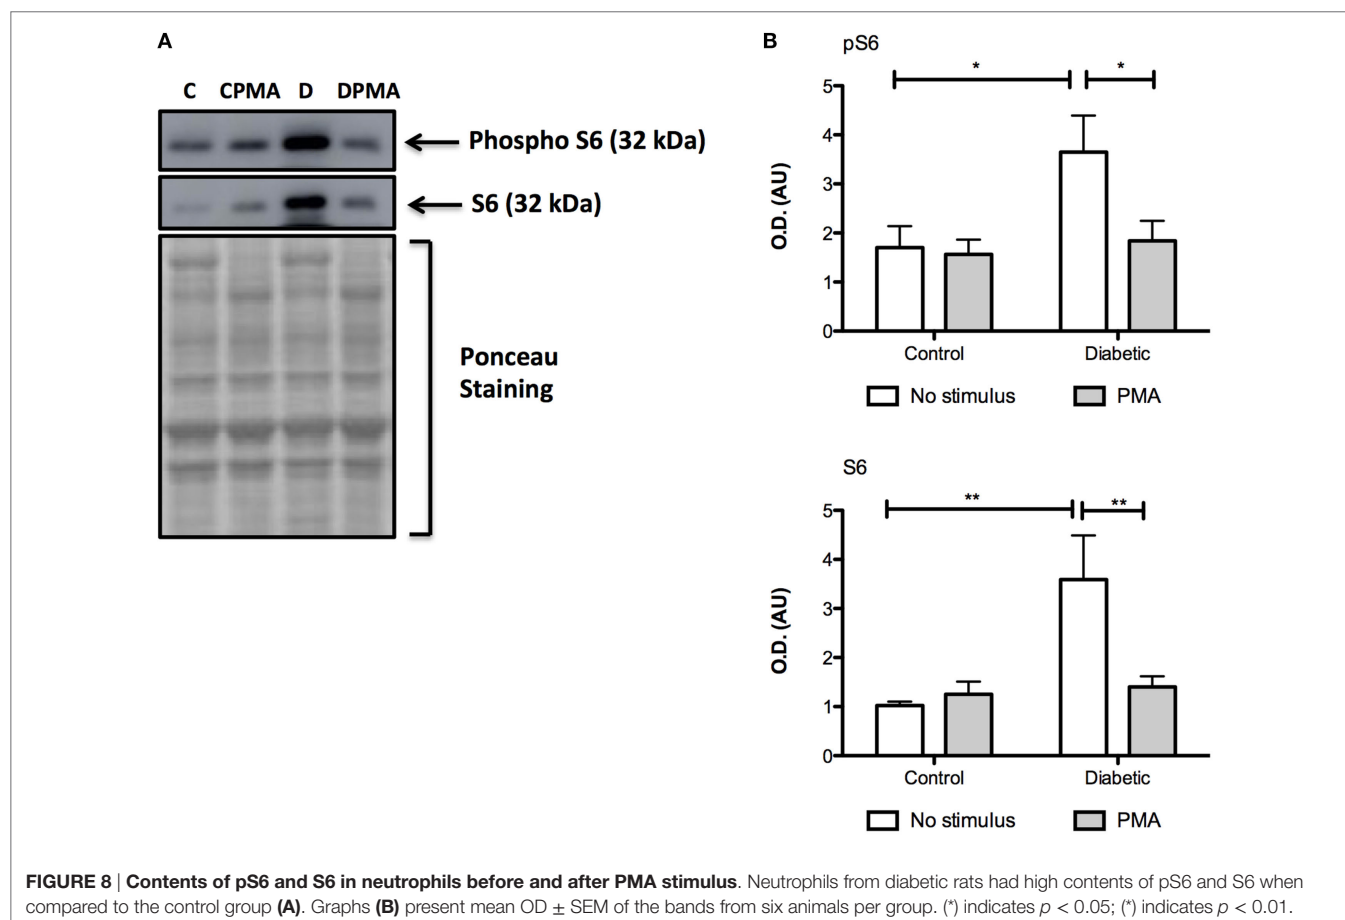 A
C CPMA D DPMA
Phospho S6 (32 kDa)
S6 (32 kDa)
Ponceau
Staining
B
pS6
* *
O.D. (AU)
5
4
3
2
1
0
Control Diabetic
No stimulus PMA
S6
** **
O.D. (AU)
5
4
3
2
1
0
Control Diabetic
No stimulus PMA
FIGURE 8 | Contents of pS6 and S6 in neutrophils before and after PMA stimulus. Neutrophils from diabetic rats had high contents of pS6 and S6 when
compared to the control group (A). Graphs (B) present mean OD ± SEM of the bands from six animals per group. (*) indicates p < 0.05; (*) indicates p < 0.01.